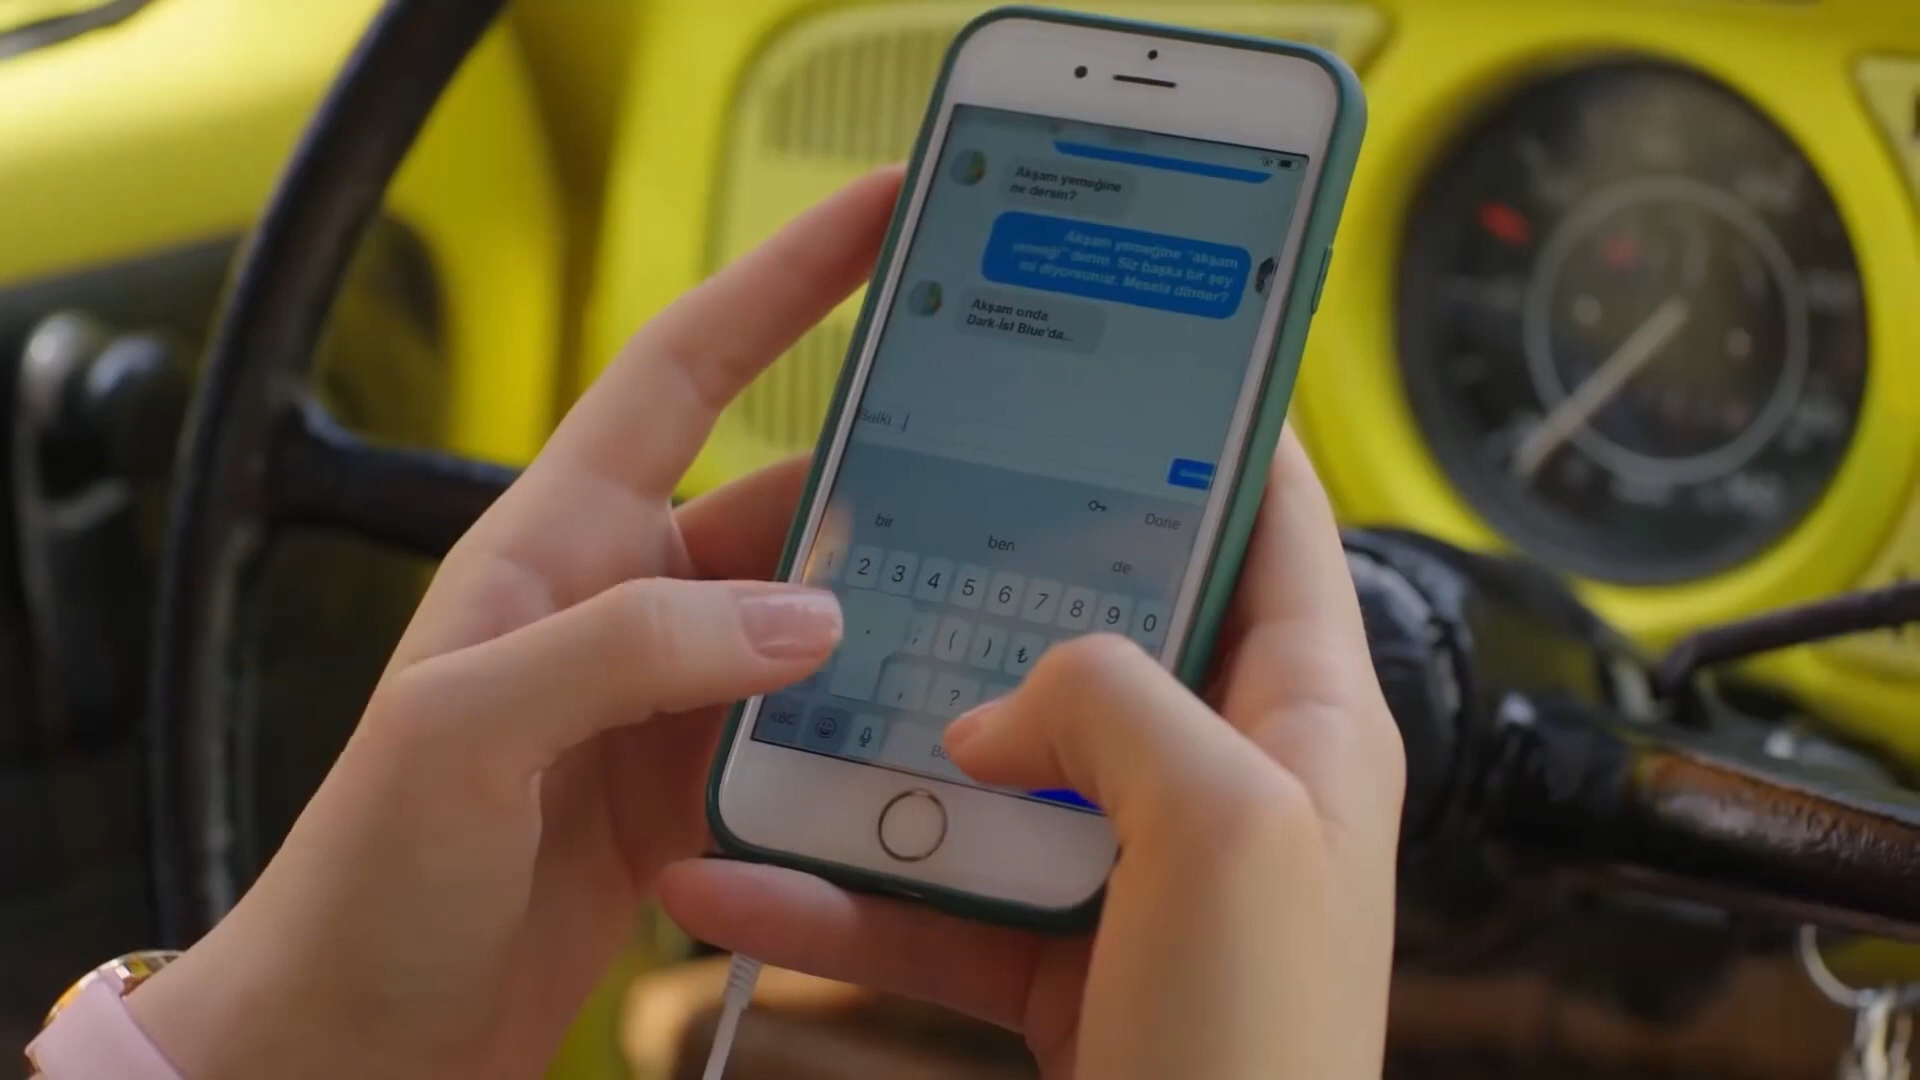 Akşam yemeğine
ne dersin?
Akşam yemeğine "akşam
yemeği" derim. Siz başka bir şey
mi diyorsunuz. Mesela dinner?
Akşam onda
Dark-İst Blue'da...
Belki...
Done
bir ben de
2 3 4 5 6 7 8 9 0
. ; ( ) ₺
, ?
ABC